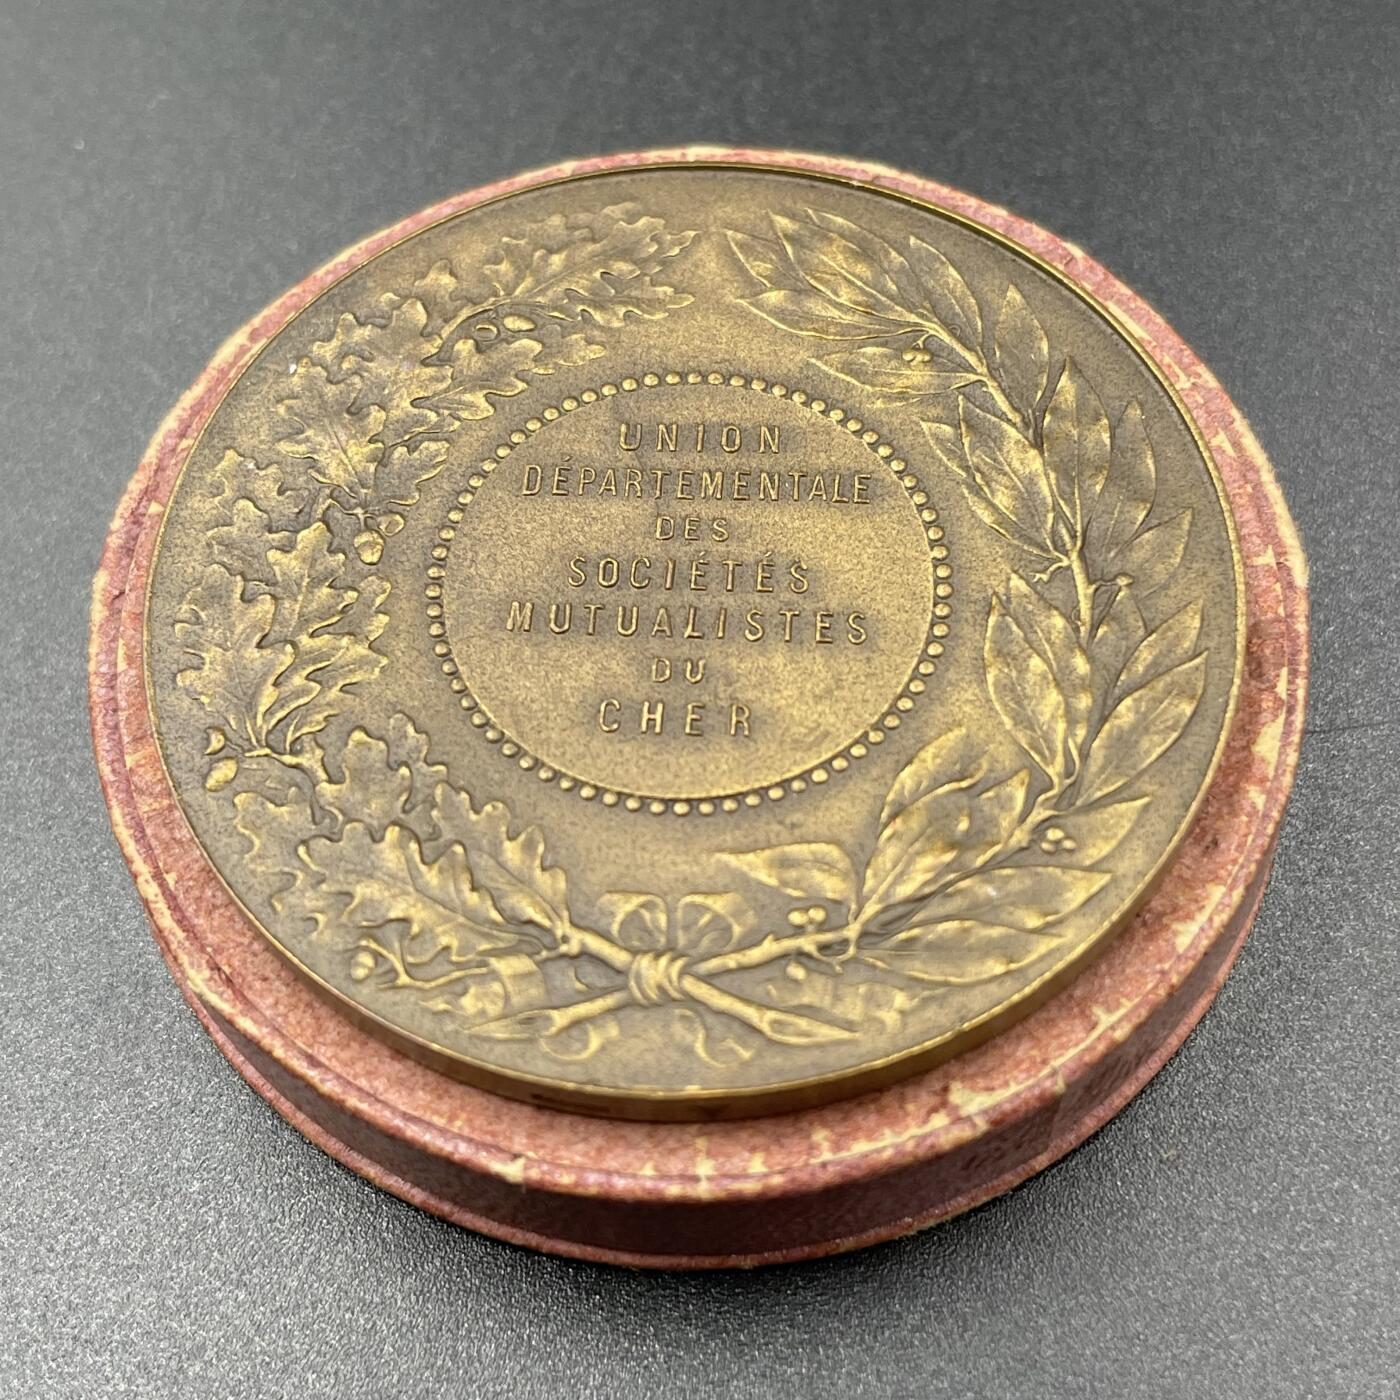 UNION
DÉPARTEMENTALE
DES
SOCIÉTÉS
MUTUALISTES
DU
CHER